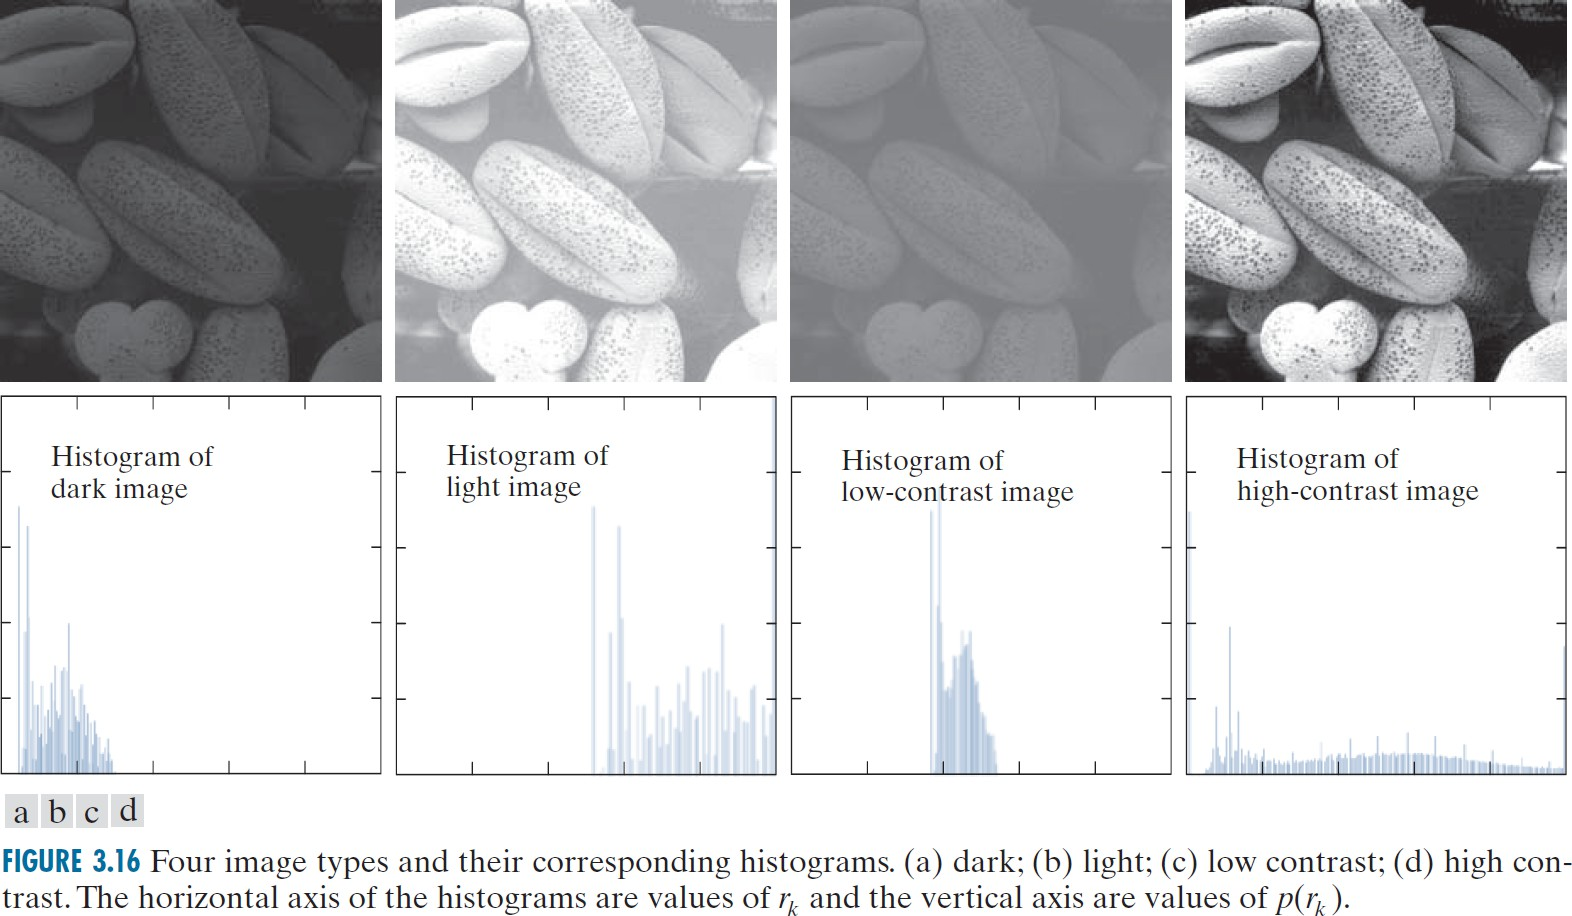 Histogram of
dark image
Histogram of
light image
Histogram of
low-contrast image
Histogram of
high-contrast image
a b c d
FIGURE 3.16 Four image types and their corresponding histograms. (a) dark; (b) light; (c) low contrast; (d) high con-
trast. The horizontal axis of the histograms are values of rₖ and the vertical axis are values of p(rₖ).